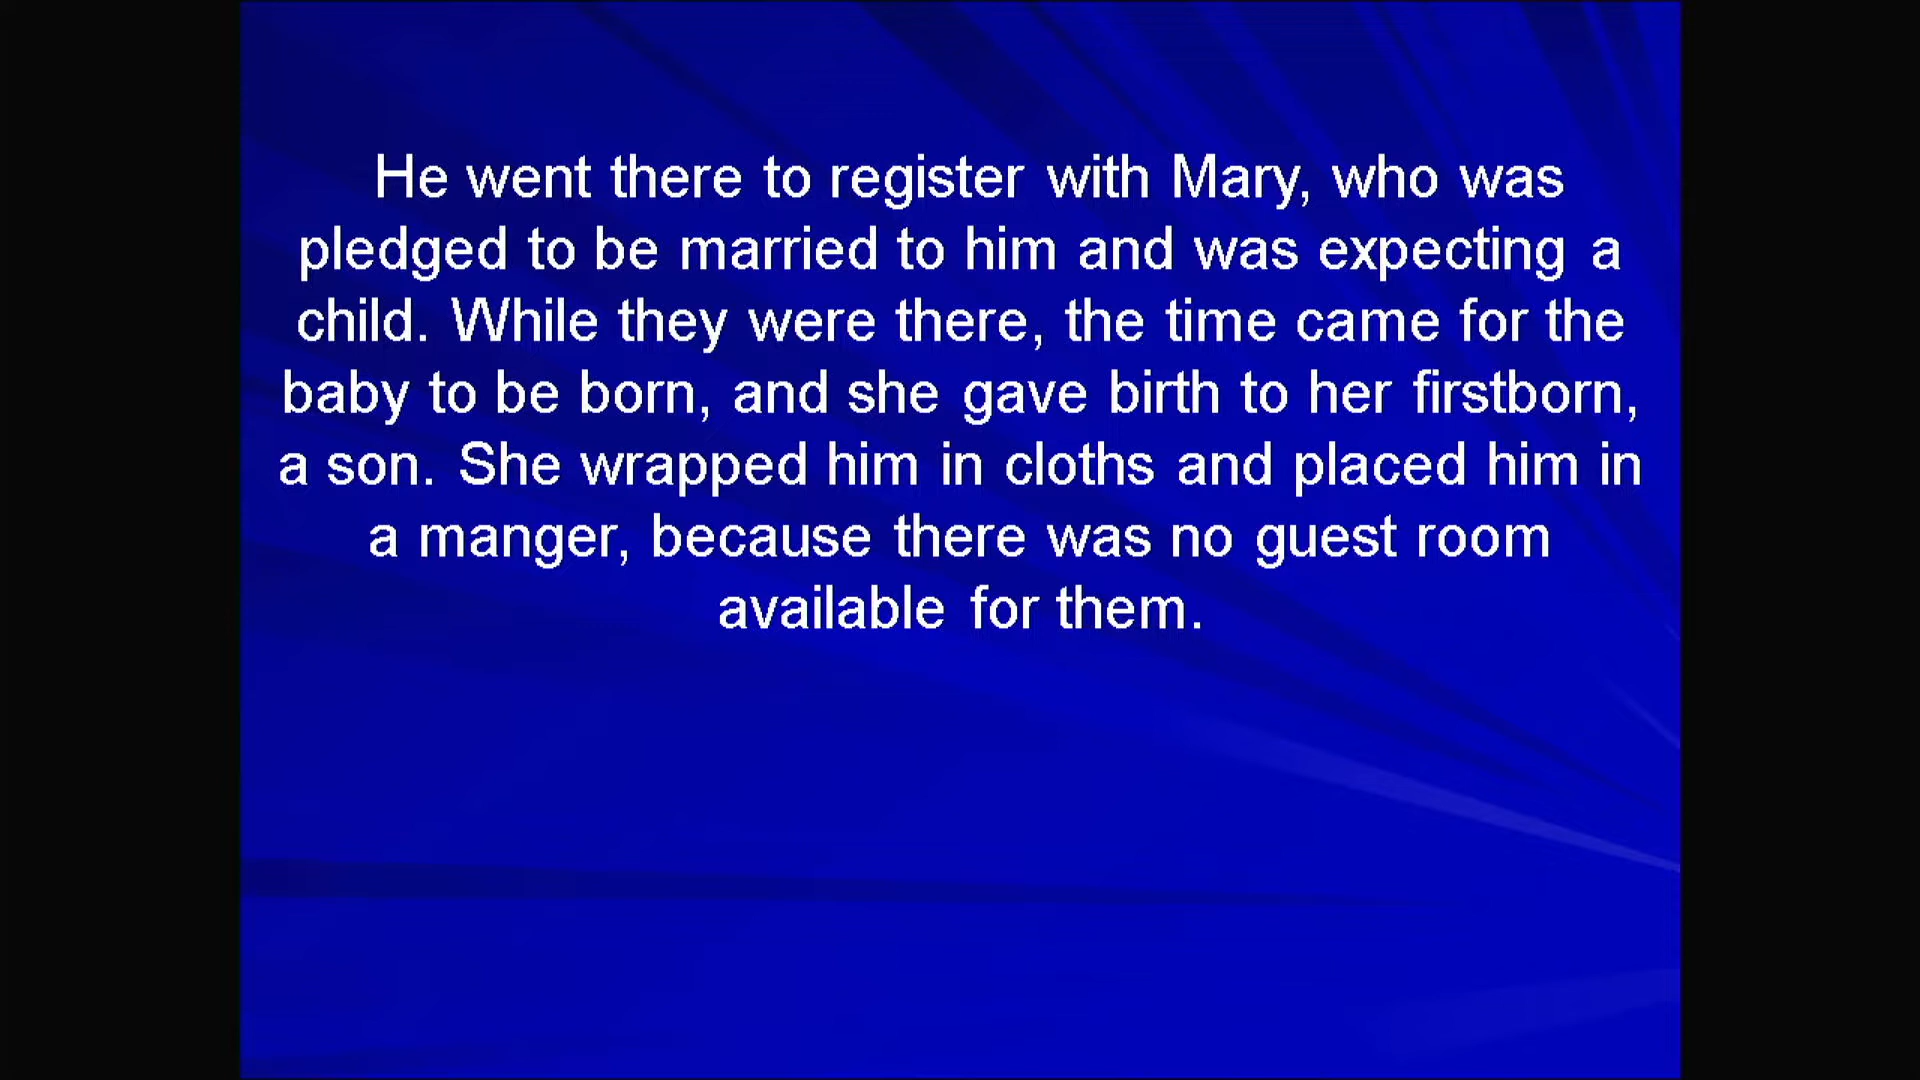 He went there to register with Mary, who was
pledged to be married to him and was expecting a
child. While they were there, the time came for the
baby to be born, and she gave birth to her firstborn,
a son. She wrapped him in cloths and placed him in
a manger, because there was no guest room
available for them.